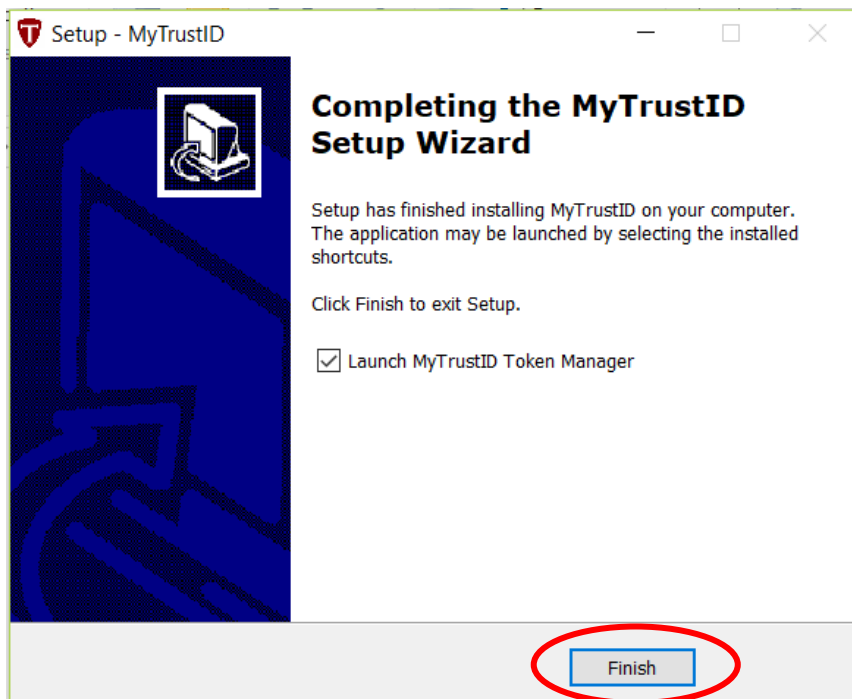 Setup - MyTrustID
Completing the MyTrustID
Setup Wizard
Setup has finished installing MyTrustID on your computer.
The application may be launched by selecting the installed
shortcuts.
Click Finish to exit Setup.
Launch MyTrustID Token Manager
Finish